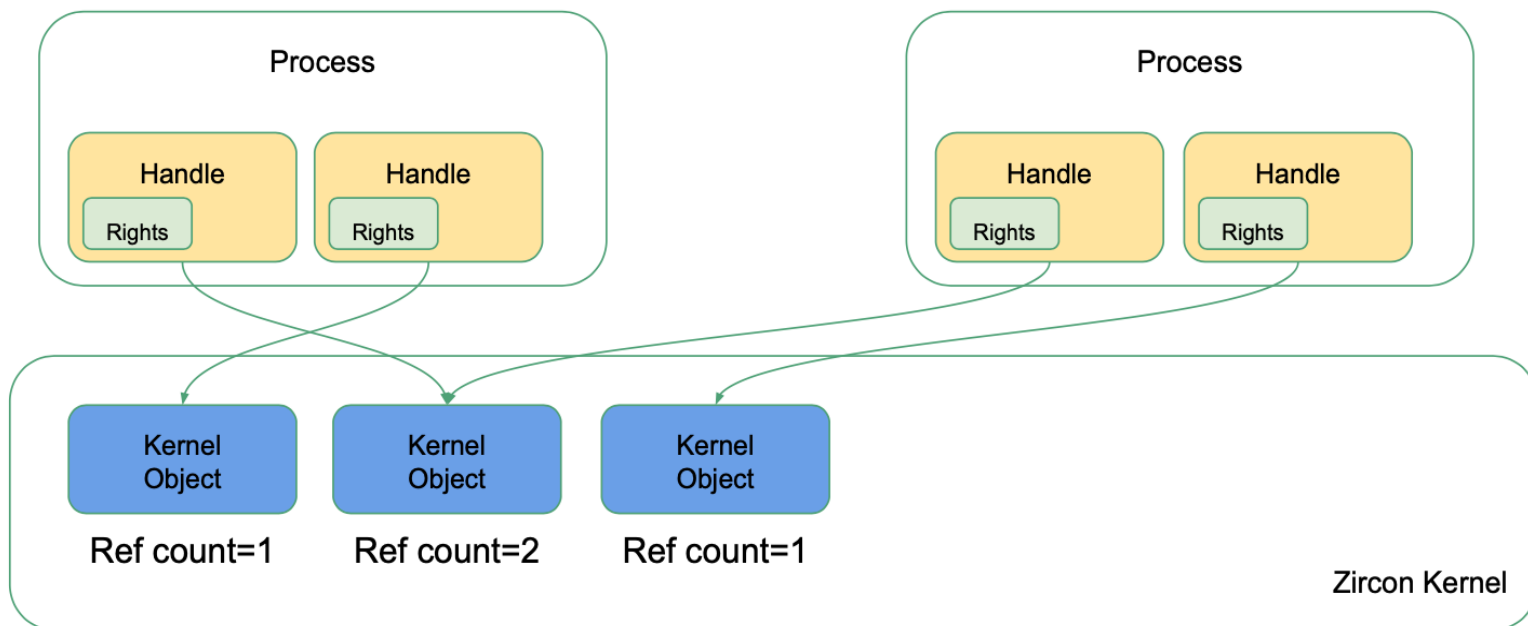 Process
Process
Handle
Handle
Handle
Handle
Rights
Rights
Rights
Rights
Kernel
Object
Kernel
Object
Kernel
Object
Ref count=1
Ref count=2
Ref count=1
Zircon Kernel